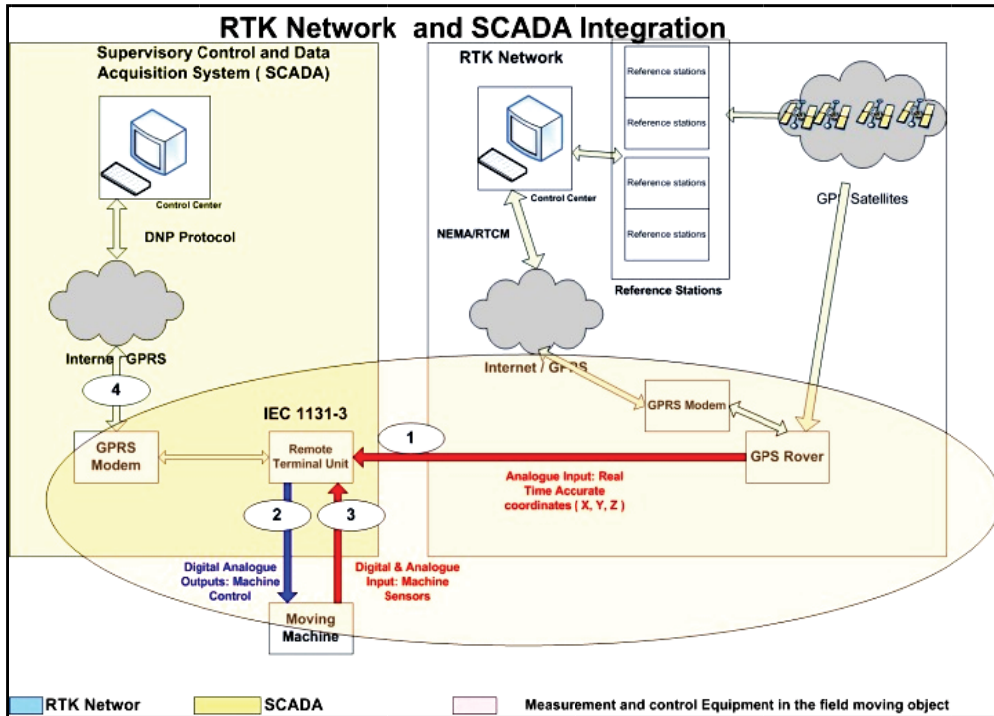 RTK Network and SCADA Integration
Supervisory Control and Data
Acquisition System ( SCADA)
Control Center
DNP Protocol
Interne GPRS
4
GPRS
Modem
IEC 1131-3
Remote
Terminal Unit
2
3
Digital Analogue
Outputs: Machine
Control
Digital & Analogue
Input: Machine
Sensors
Moving
Machine
RTK Network
Control Center
NEMA/RTCM
Reference stations
Reference stations
Reference stations
Reference stations
Reference Stations
GP Satellites
Internet / GPRS
GPRS Modem
GPS Rover
1
Analogue Input: Real
Time Accurate
coordinates ( X, Y, Z )
RTK Networ
SCADA
Measurement and control Equipment in the field moving object